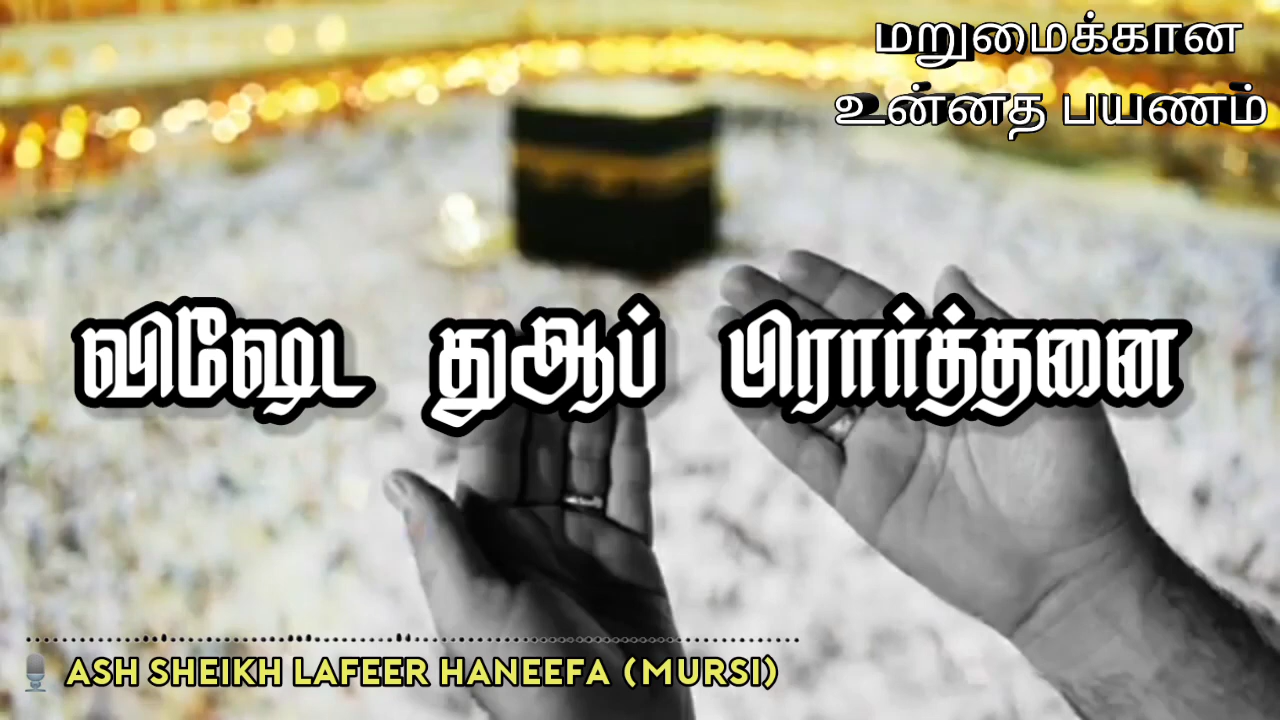 மறுமைக்கான
உன்னத பயணம்
விஷேட துஆப் பிரார்த்தனை
ASH SHEIKH LAFEER HANEEFA (MURSI)